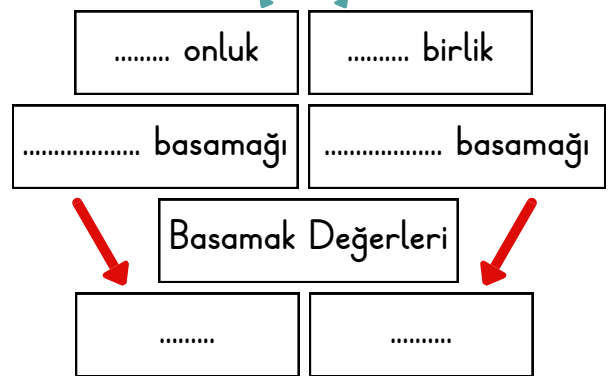 ......... onluk .......... birlik
................... basamağı ................... basamağı
Basamak Değerleri
......... ..........